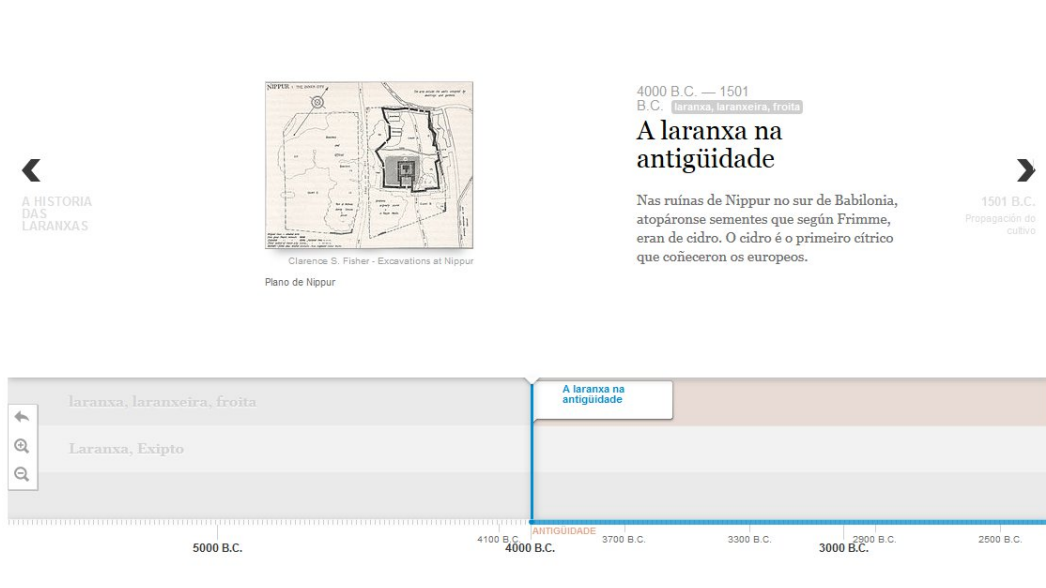 NIPPUR
4000 B.C. — 1501
B.C. laranxa, laranxeira, froita
A laranxa na
antigüidade
A HISTORIA
DAS
LARANXAS
1501 B.C.
Propagación do
cultivo
Nas ruínas de Nippur no sur de Babilonia,
atopáronse sementes que según Frimme,
eran de cidro. O cidro é o primeiro cítrico
que coñeceron os europeos.
Clarence S. Fisher - Excavations at Nippur
Plano de Nippur
laranxa, laranxeira, froita
A laranxa na
antigüidade
Laranxa, Exipto
ANTIGÜIDADE
5000 B.C. 4100 B.C. 4000 B.C. 3700 B.C. 3300 B.C. 3000 B.C. 2900 B.C. 2500 B.C.